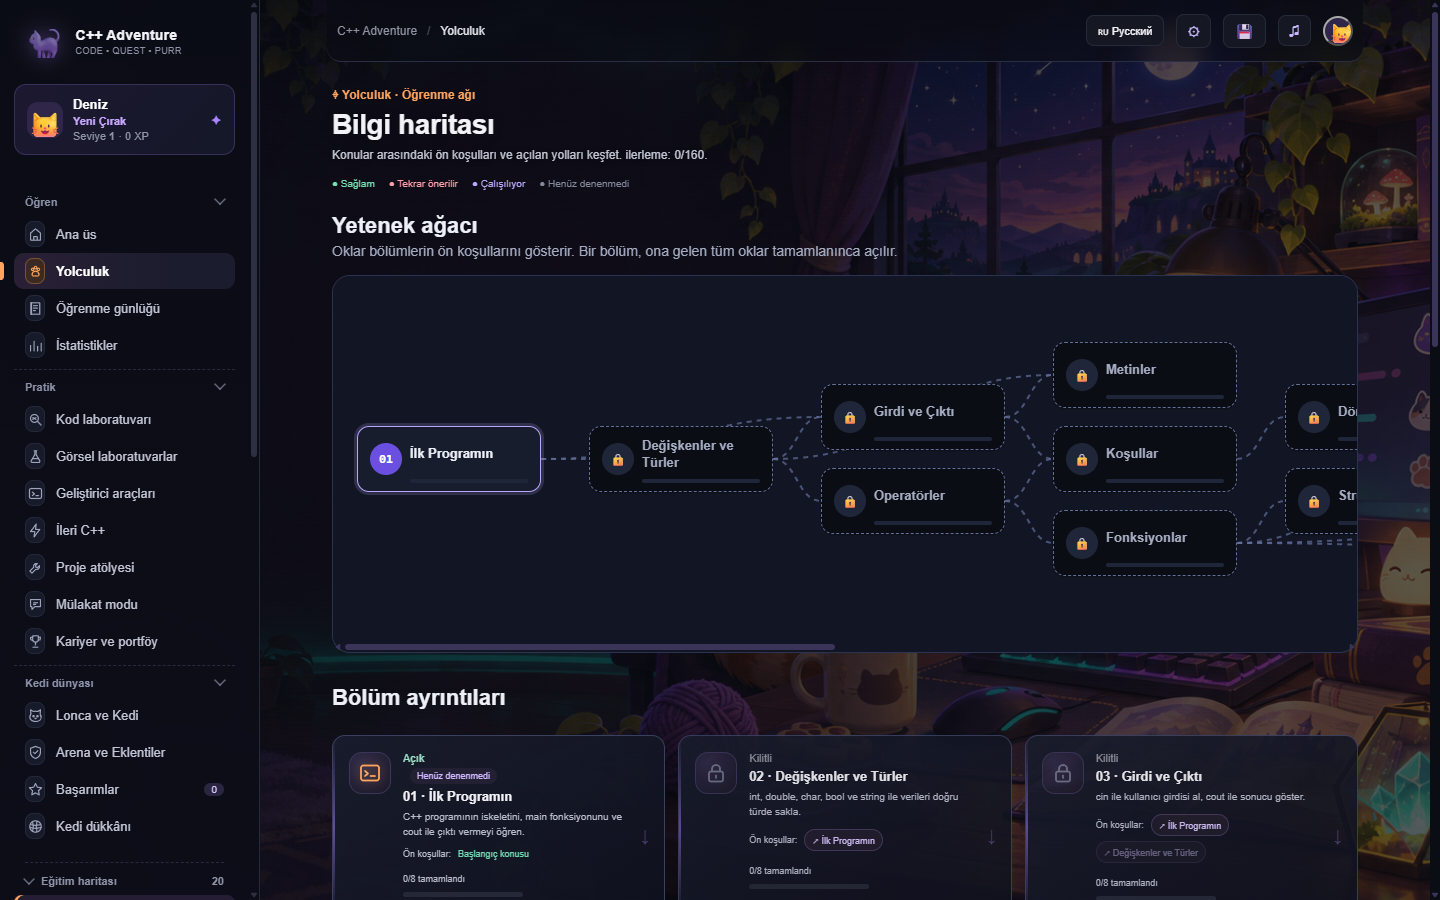 C++ Adventure
CODE • QUEST • PURR
Deniz
Yeni Çırak
Seviye 1 · 0 XP
Öğren
Ana üs
Yolculuk
Öğrenme günlüğü
İstatistikler
Pratik
Kod laboratuvarı
Görsel laboratuvarlar
Geliştirici araçları
İleri C++
Proje atölyesi
Mülakat modu
Kariyer ve portföy
Kedi dünyası
Lonca ve Kedi
Arena ve Eklentiler
Başarımlar 0
Kedi dükkânı
Eğitim haritası 20
C++ Adventure / Yolculuk
RU Русский
Yolculuk · Öğrenme ağı
Bilgi haritası
Konular arasındaki ön koşulları ve açılan yolları keşfet. ilerleme: 0/160.
Sağlam Tekrar önerilir Çalışılıyor Henüz denenmedi
Yetenek ağacı
Oklar bölümlerin ön koşullarını gösterir. Bir bölüm, ona gelen tüm oklar tamamlanınca açılır.
01 İlk Programın
Değişkenler ve
Türler
Girdi ve Çıktı
Operatörler
Metinler
Koşullar
Fonksiyonlar
Bölüm ayrıntıları
Açık
Henüz denenmedi
01 · İlk Programın
C++ programının iskeletini, main fonksiyonunu ve
cout ile çıktı vermeyi öğren.
Ön koşullar: Başlangıç konusu
0/8 tamamlandı
Kilitli
02 · Değişkenler ve Türler
int, double, char, bool ve string ile verileri doğru
türde sakla.
Ön koşullar: ↗ İlk Programın
0/8 tamamlandı
Kilitli
03 · Girdi ve Çıktı
cin ile kullanıcı girdisi al, cout ile sonucu göster.
Ön koşullar: ↗ İlk Programın
↗ Değişkenler ve Türler
0/8 tamamlandı